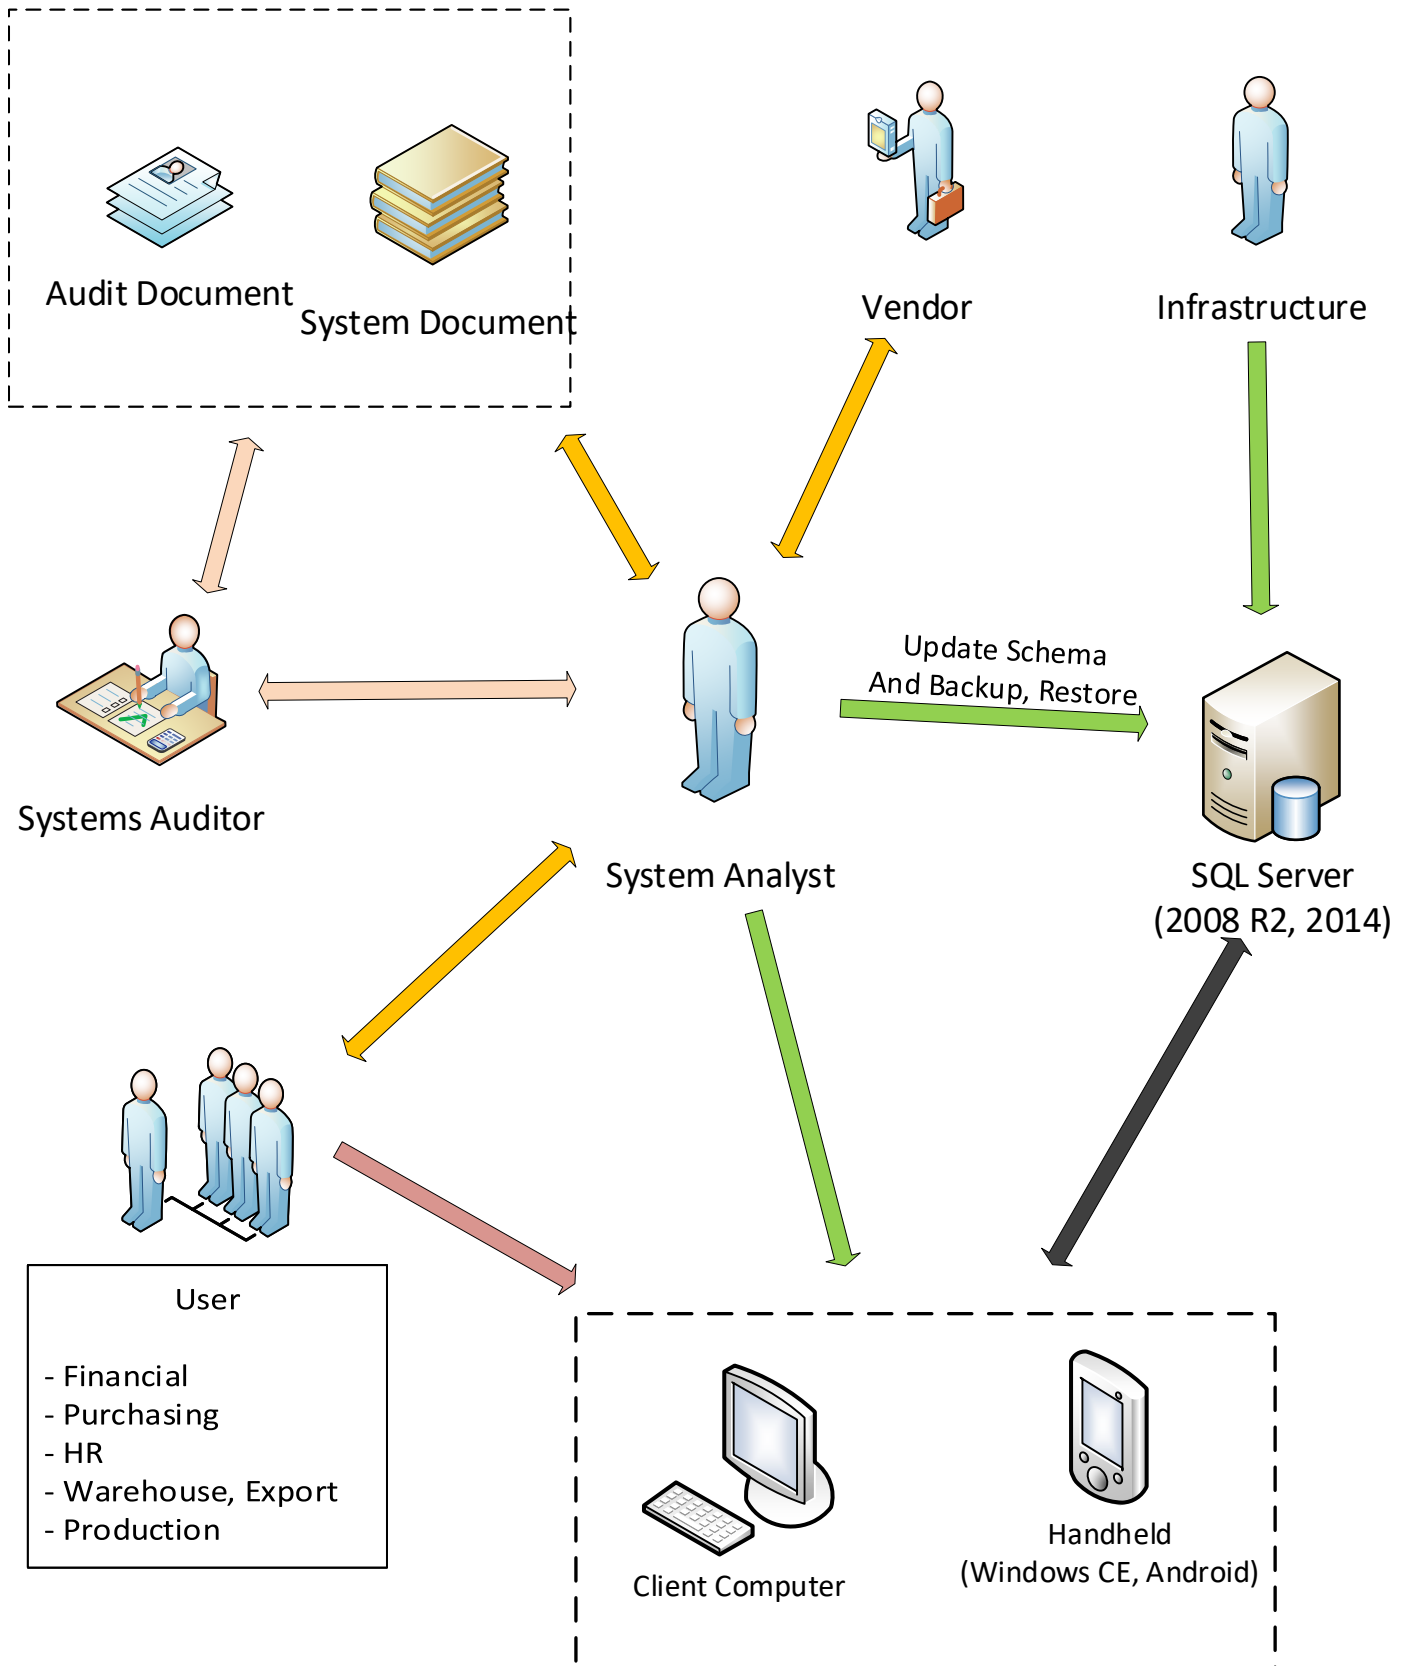 Audit Document
System Document
Vendor
Infrastructure
Update Schema
And Backup, Restore
Systems Auditor
System Analyst
SQL Server
(2008 R2, 2014)
User
- Financial
- Purchasing
- HR
- Warehouse, Export
- Production
Client Computer
Handheld
(Windows CE, Android)